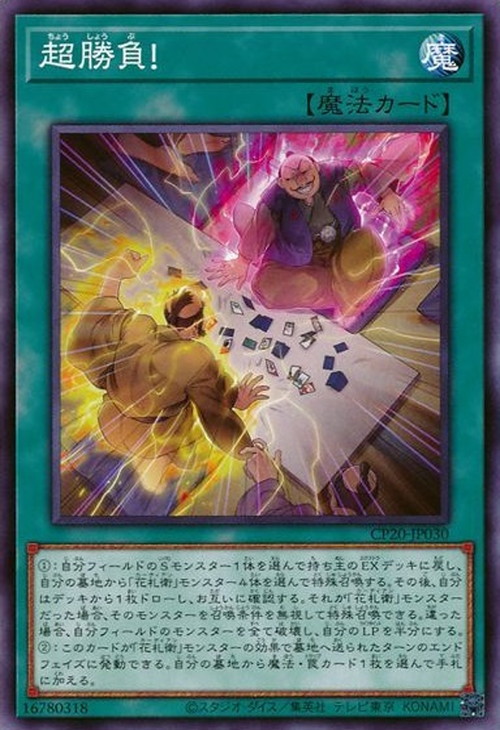 超勝負!
ちょう しょう ぶ
魔
【魔法カード】
CP20-JP030
①:自分フィールドのSモンスター1体を選んで持ち主のEXデッキに戻し、
自分の墓地から「花札衛」モンスター4体を選んで特殊召喚する。その後、自分
はデッキから1枚ドローし、お互いに確認する。それが「花札衛」モンスター
だった場合、そのモンスターを召喚条件を無視して特殊召喚できる。違った
場合、自分フィールドのモンスターを全て破壊し、自分のLPを半分にする。
②:このカードが「花札衛」モンスターの効果で墓地へ送られたターンのエンド
フェイズに発動できる。自分の墓地から魔法・罠カード1枚を選んで手札
に加える。
16780318
©スタジオ・ダイス/集英社 テレビ東京 KONAMI